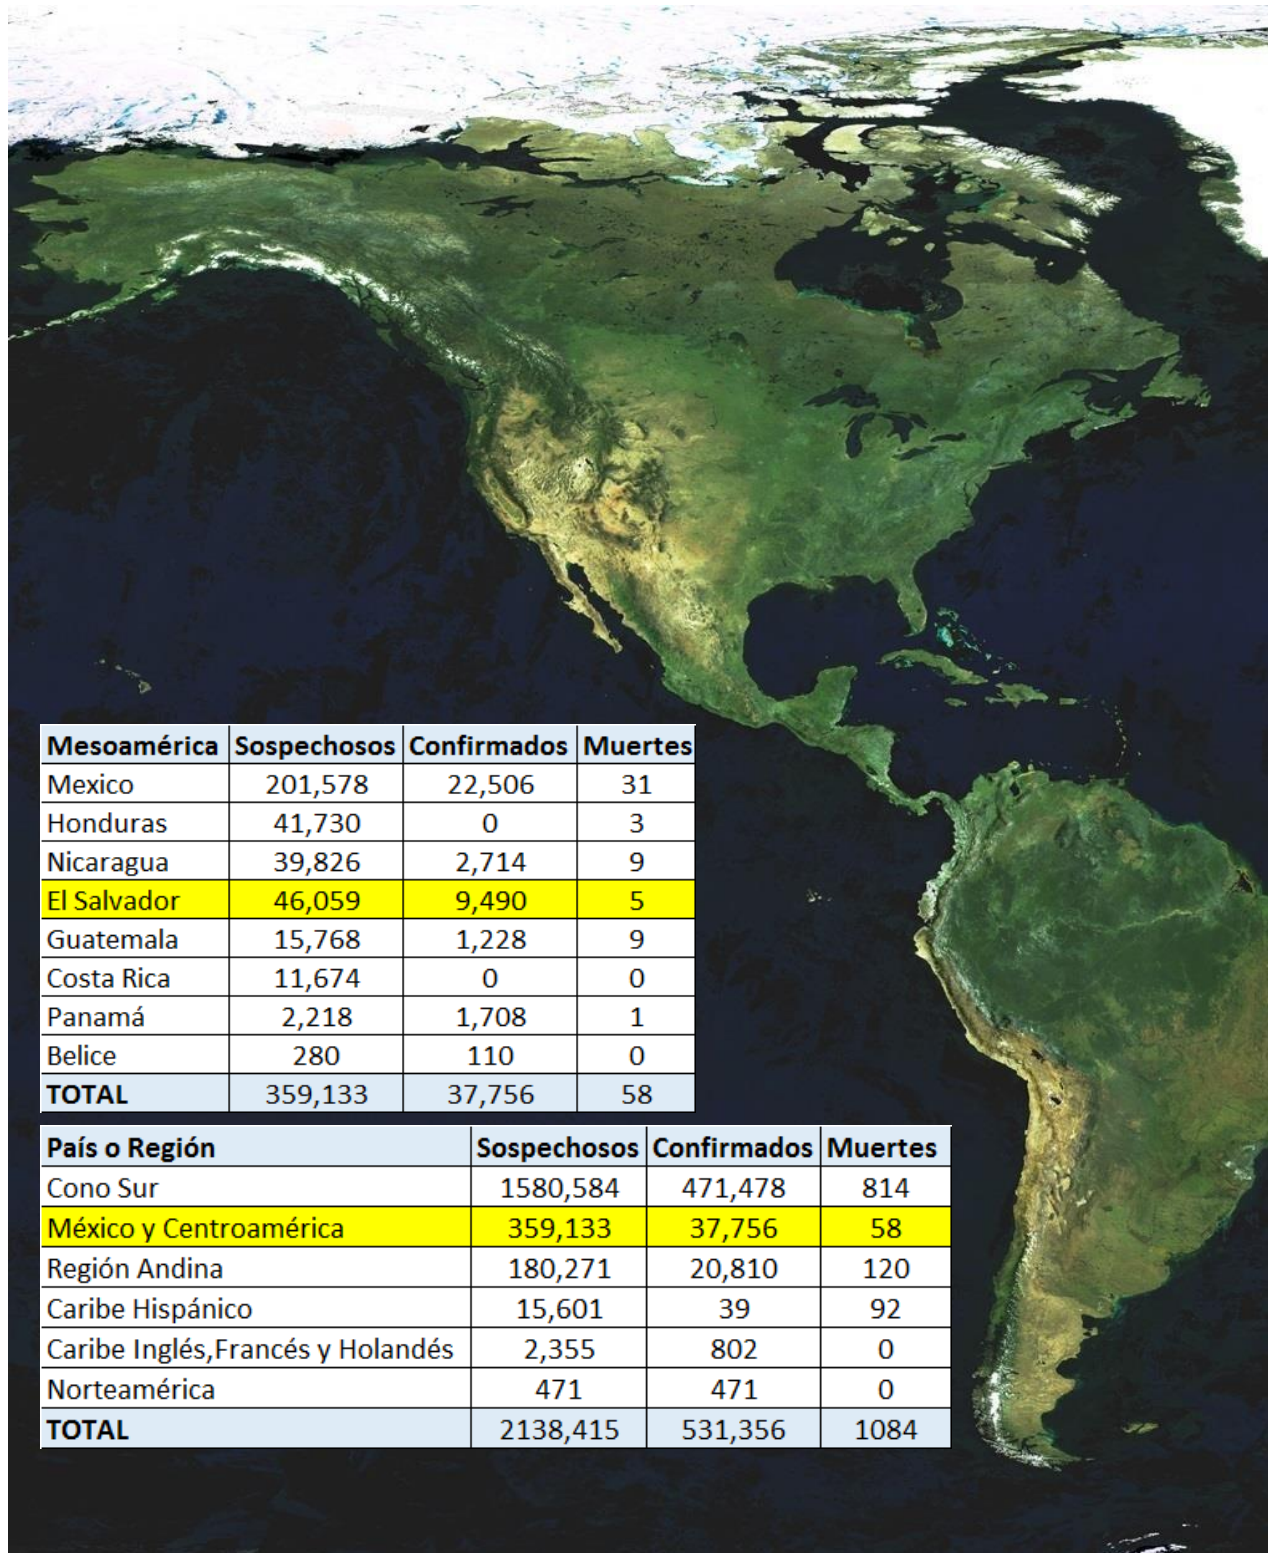 Mesoamérica Sospechosos Confirmados Muertes
Mexico 201,578 22,506 31
Honduras 41,730 0 3
Nicaragua 39,826 2,714 9
El Salvador 46,059 9,490 5
Guatemala 15,768 1,228 9
Costa Rica 11,674 0 0
Panamá 2,218 1,708 1
Belice 280 110 0
TOTAL 359,133 37,756 58
País o Región Sospechosos Confirmados Muertes
Cono Sur 1580,584 471,478 814
México y Centroamérica 359,133 37,756 58
Región Andina 180,271 20,810 120
Caribe Hispánico 15,601 39 92
Caribe Inglés,Francés y Holandés 2,355 802 0
Norteamérica 471 471 0
TOTAL 2138,415 531,356 1084